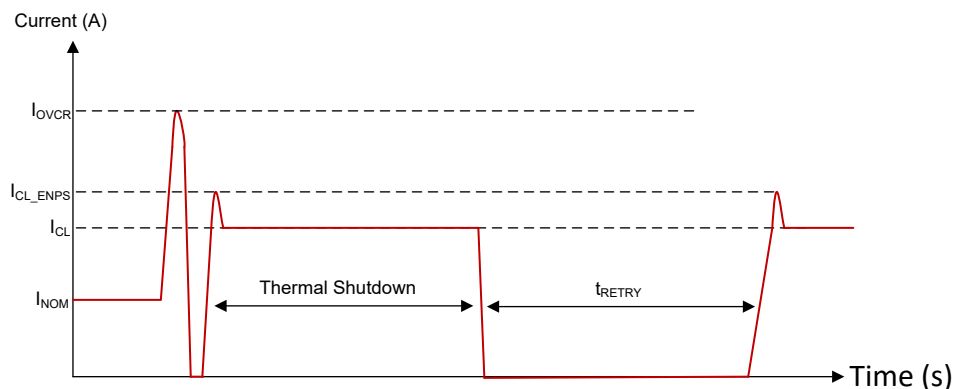 Current (A)
IOVCR
ICL_ENPS
ICL
INOM
Thermal Shutdown
tRETRY
Time (s)